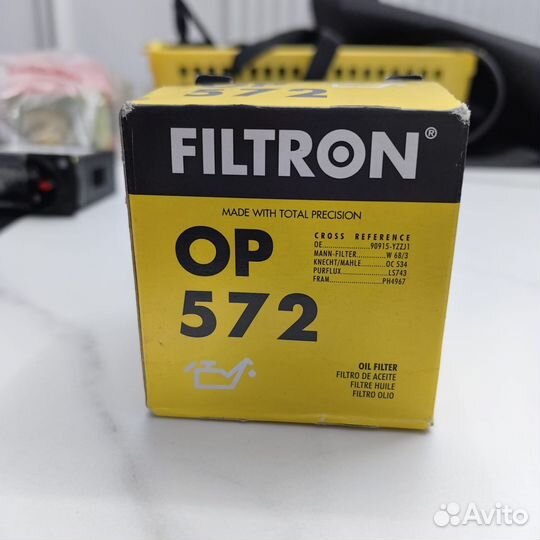 572
FILTRON®
MADE WITH TOTAL PRECISION
OP
572
CROSS REFERENCE
OE....................90915-YZZJ1
MANN-FILTER............W 68/3
KNECHT/MAHLE..........OC 534
PURFLUX..................LS743
FRAM....................PH4967
OIL FILTER
FILTRO DE ACEITE
FILTRE HUILE
FILTRO OLIO
Avito